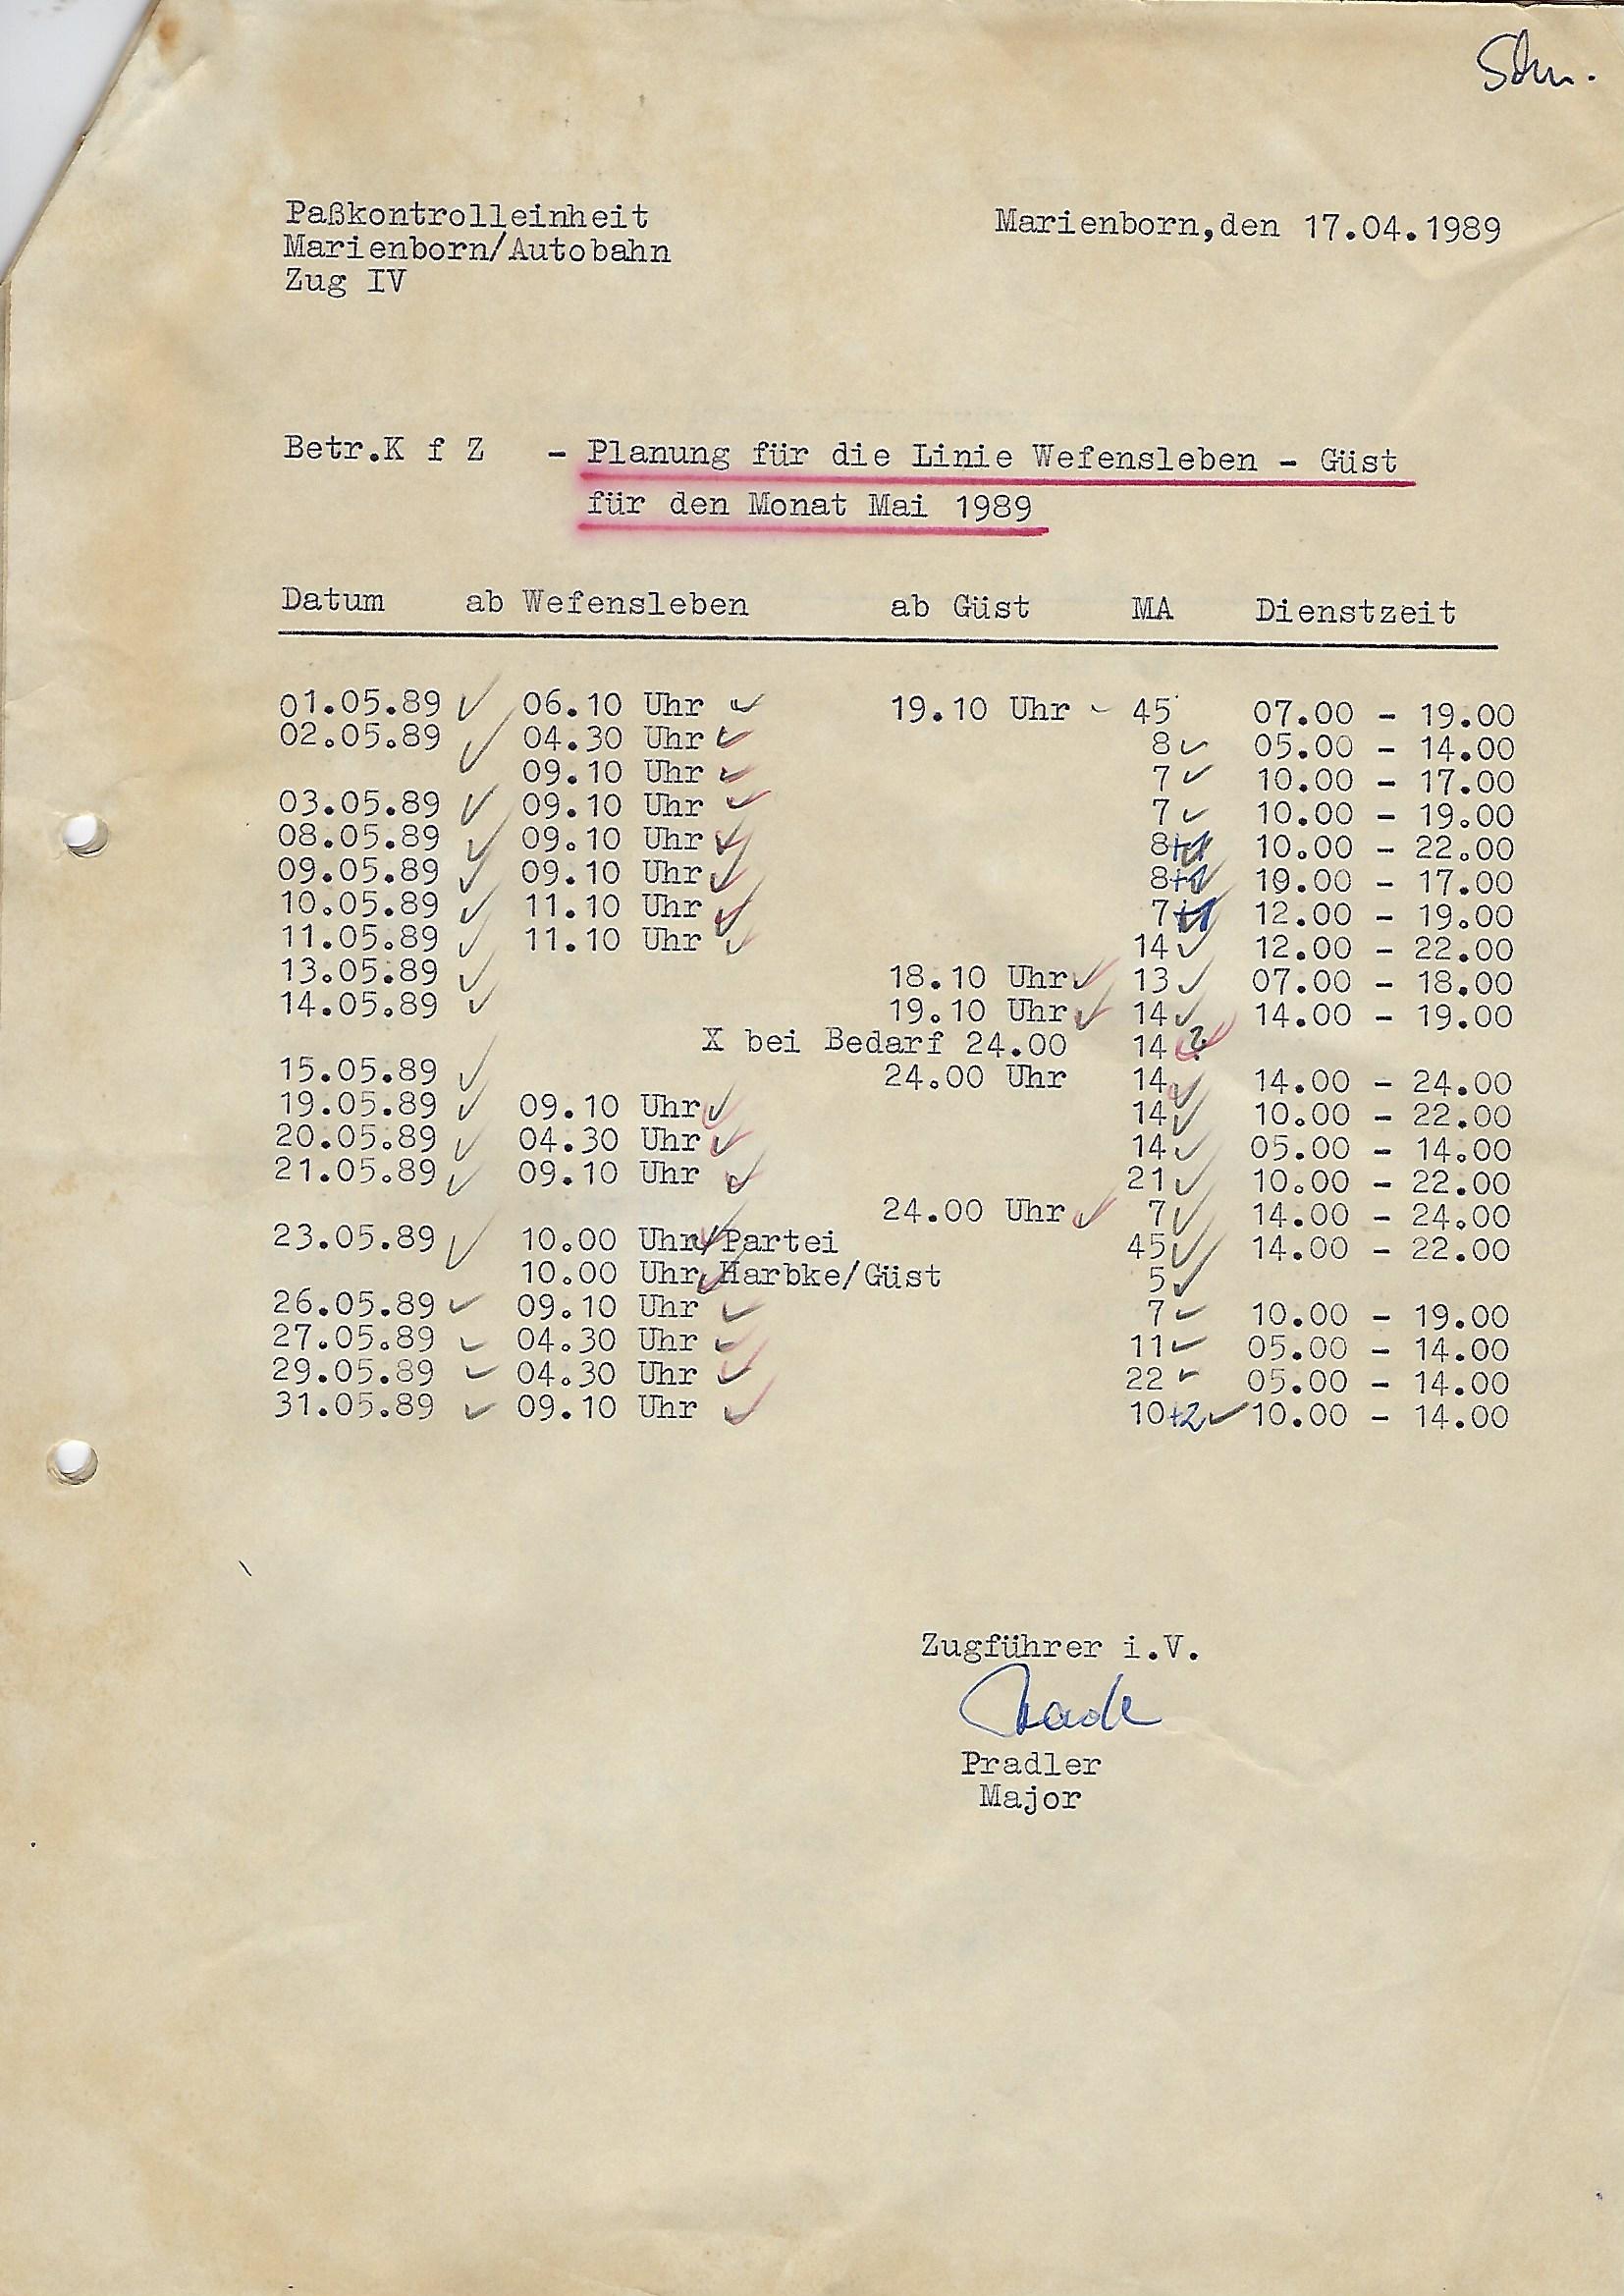 Schu.
Paßkontrolleinheit Marienborn,den 17.04.1989
Marienborn/Autobahn
Zug IV
Betr.K f Z - Planung für die Linie Wefensleben - Güst
für den Monat Mai 1989
Datum ab Wefensleben ab Güst MA Dienstzeit
01.05.89 ✓ 06.10 Uhr ✓ 19.10 Uhr - 45 07.00 - 19.00
02.05.89 ✓ 04.30 Uhr ✓ 8 ✓ 05.00 - 14.00
09.10 Uhr ✓ 7 ✓ 10.00 - 17.00
03.05.89 ✓ 09.10 Uhr ✓ 7 ✓ 10.00 - 19.00
08.05.89 ✓ 09.10 Uhr ✓ 8+1 ✓ 10.00 - 22.00
09.05.89 ✓ 09.10 Uhr ✓ 8+1 ✓ 10.00 - 17.00
10.05.89 ✓ 11.10 Uhr ✓ 7+1 ✓ 12.00 - 19.00
11.05.89 ✓ 11.10 Uhr ✓ 14 ✓ 12.00 - 22.00
13.05.89 ✓ 18.10 Uhr ✓ 13 ✓ 07.00 - 18.00
14.05.89 ✓ 19.10 Uhr ✓ 14 ✓ 14.00 - 19.00
X bei Bedarf 24.00 14 ?
15.05.89 ✓ 24.00 Uhr 14 ✓ 14.00 - 24.00
19.05.89 ✓ 09.10 Uhr ✓ 14 ✓ 10.00 - 22.00
20.05.89 ✓ 04.30 Uhr ✓ 14 ✓ 05.00 - 14.00
21.05.89 ✓ 09.10 Uhr ✓ 21 ✓ 10.00 - 22.00
24.00 Uhr ✓ 7 ✓ 14.00 - 24.00
23.05.89 ✓ 10.00 Uhr ✓/Partei 45 ✓ 14.00 - 22.00
10.00 Uhr ✓ Harbke/Güst 5 ✓
26.05.89 ✓ 09.10 Uhr ✓ 7 ✓ 10.00 - 19.00
27.05.89 ✓ 04.30 Uhr ✓ 11 ✓ 05.00 - 14.00
29.05.89 ✓ 04.30 Uhr ✓ 22 ✓ 05.00 - 14.00
31.05.89 ✓ 09.10 Uhr ✓ 10+2 ✓ 10.00 - 14.00
Zugführer i.V.
Pradler
Major